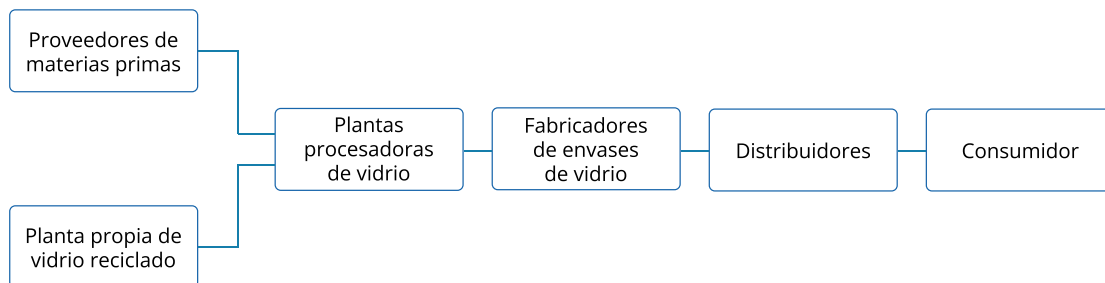 Proveedores de
materias primas
Plantas
procesadoras
de vidrio
Fabricadores
de envases
de vidrio
Distribuidores
Consumidor
Planta propia de
vidrio reciclado